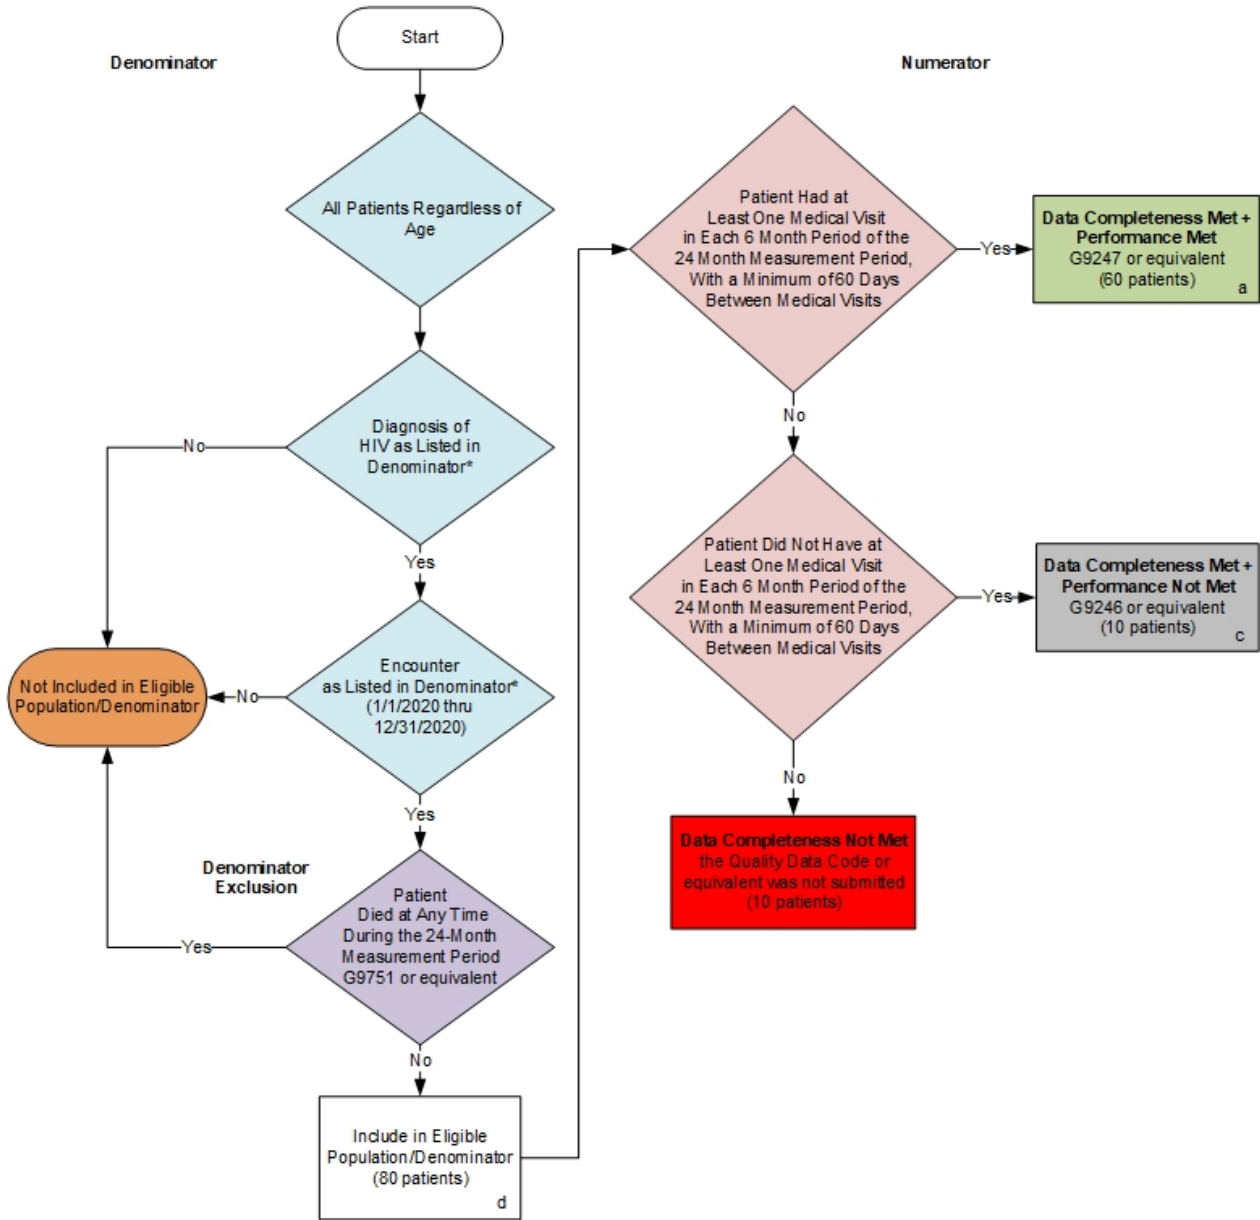 Start
Denominator
Numerator
All Patients Regardless of
Age
Diagnosis of
HIV as Listed in
Denominator*
No
Yes
Encounter
as Listed in Denominator*
(1/1/2020 thru
12/31/2020)
No
Not Included in Eligible
Population/Denominator
Yes
Denominator
Exclusion
Patient
Died at Any Time
During the 24-Month
Measurement Period
G9751 or equivalent
Yes
No
Include in Eligible
Population/Denominator
(80 patients)
d
Patient Had at
Least One Medical Visit
in Each 6 Month Period of the
24 Month Measurement Period,
With a Minimum of 60 Days
Between Medical Visits
Yes
Data Completeness Met +
Performance Met
G9247 or equivalent
(60 patients)
a
No
Patient Did Not Have at
Least One Medical Visit
in Each 6 Month Period of the
24 Month Measurement Period,
With a Minimum of 60 Days
Between Medical Visits
Yes
Data Completeness Met +
Performance Not Met
G9246 or equivalent
(10 patients)
c
No
Data Completeness Not Met
the Quality Data Code or
equivalent was not submitted
(10 patients)